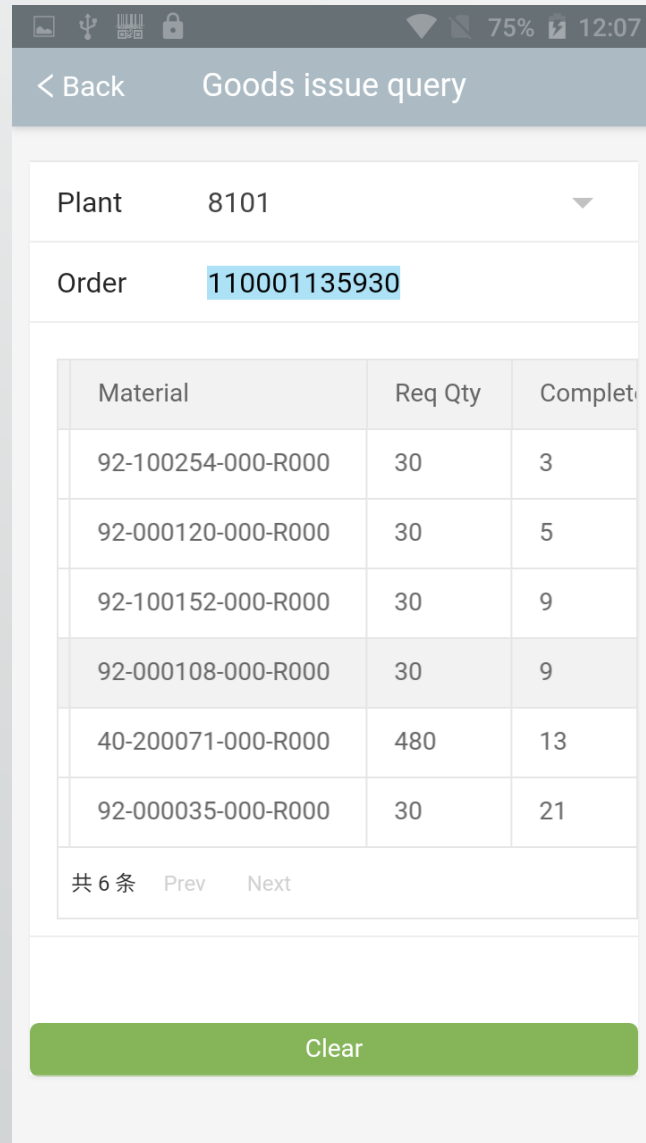 75% 12:07
Back Goods issue query
Plant 8101
Order 110001135930
Material Req Qty Complet
92-100254-000-R000 30 3
92-000120-000-R000 30 5
92-100152-000-R000 30 9
92-000108-000-R000 30 9
40-200071-000-R000 480 13
92-000035-000-R000 30 21
共 6 条 Prev Next
Clear